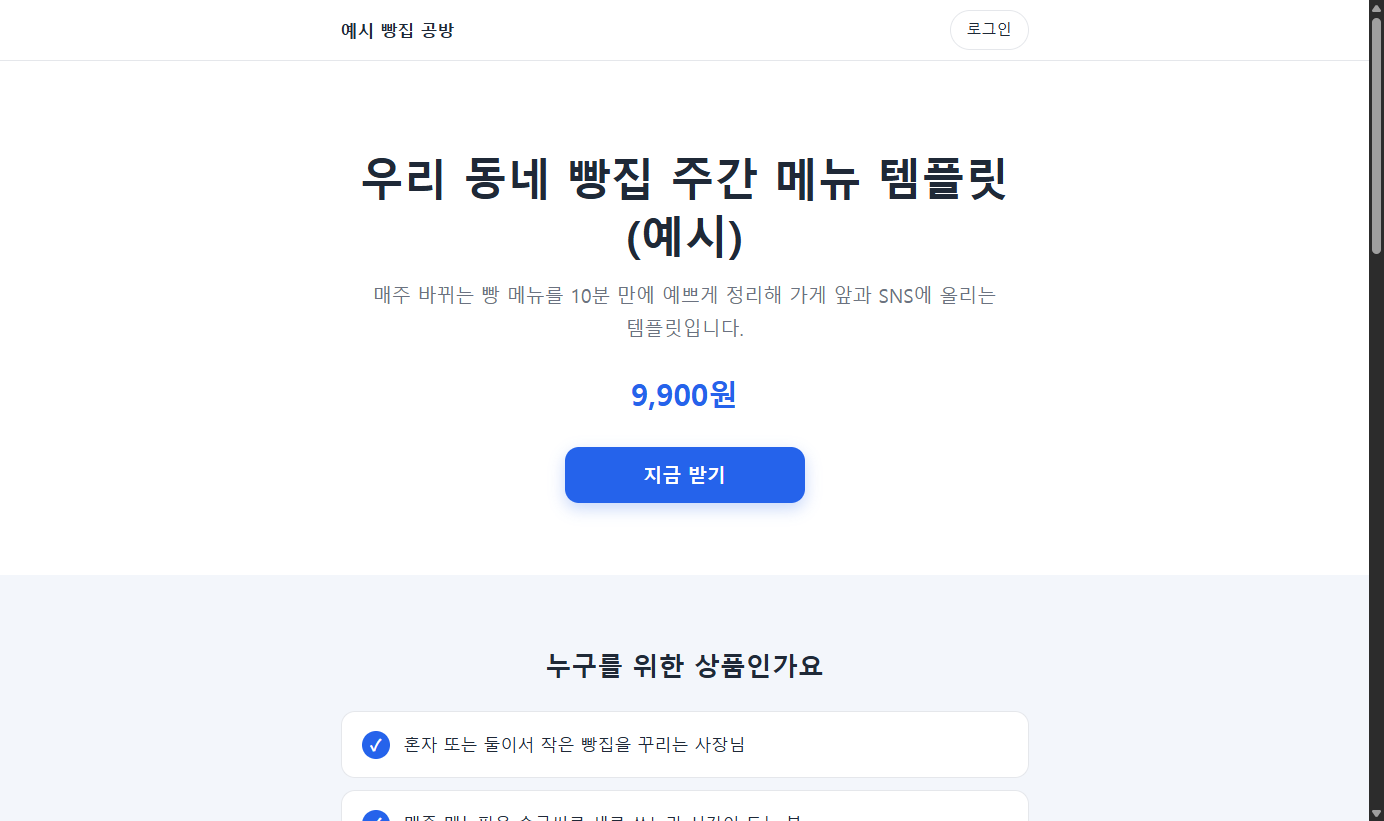 예시 빵집 공방
로그인
우리 동네 빵집 주간 메뉴 템플릿
(예시)
매주 바뀌는 빵 메뉴를 10분 만에 예쁘게 정리해 가게 앞과 SNS에 올리는
템플릿입니다.
9,900원
지금 받기
누구를 위한 상품인가요
혼자 또는 둘이서 작은 빵집을 꾸리는 사장님